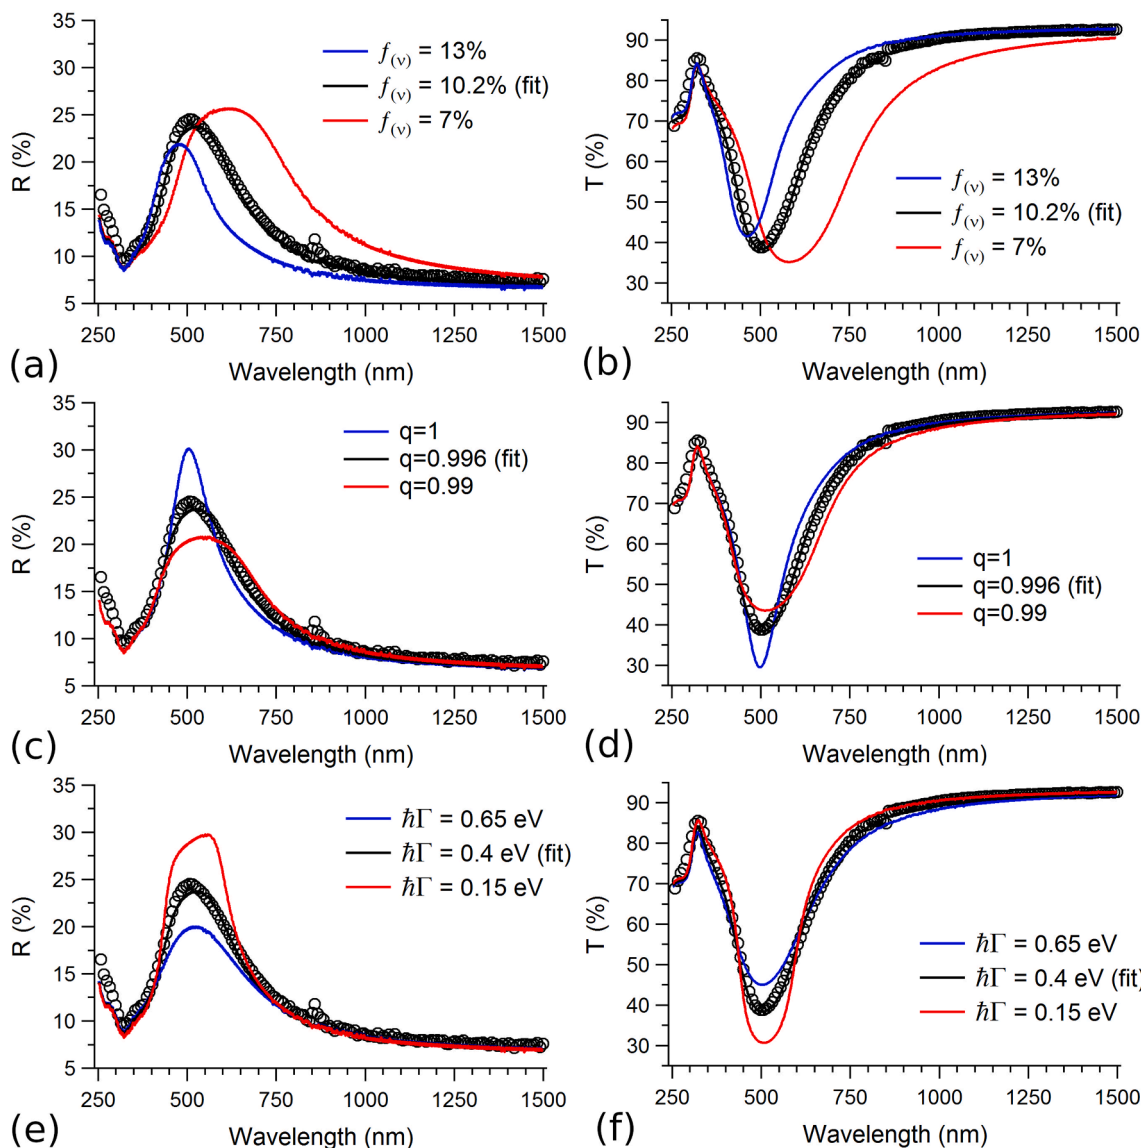 35
30
25
20
15
10
5
R (%)
f(ν) = 13%
f(ν) = 10.2% (fit)
f(ν) = 7%
250 500 750 1000 1250 1500
Wavelength (nm)
(a)
90
80
70
60
50
40
30
T (%)
f(ν) = 13%
f(ν) = 10.2% (fit)
f(ν) = 7%
250 500 750 1000 1250 1500
Wavelength (nm)
(b)
35
30
25
20
15
10
5
R (%)
q=1
q=0.996 (fit)
q=0.99
250 500 750 1000 1250 1500
Wavelength (nm)
(c)
90
80
70
60
50
40
30
T (%)
q=1
q=0.996 (fit)
q=0.99
250 500 750 1000 1250 1500
Wavelength (nm)
(d)
35
30
25
20
15
10
5
R (%)
ℏΓ = 0.65 eV
ℏΓ = 0.4 eV (fit)
ℏΓ = 0.15 eV
250 500 750 1000 1250 1500
Wavelength (nm)
(e)
90
80
70
60
50
40
30
T (%)
ℏΓ = 0.65 eV
ℏΓ = 0.4 eV (fit)
ℏΓ = 0.15 eV
250 500 750 1000 1250 1500
Wavelength (nm)
(f)